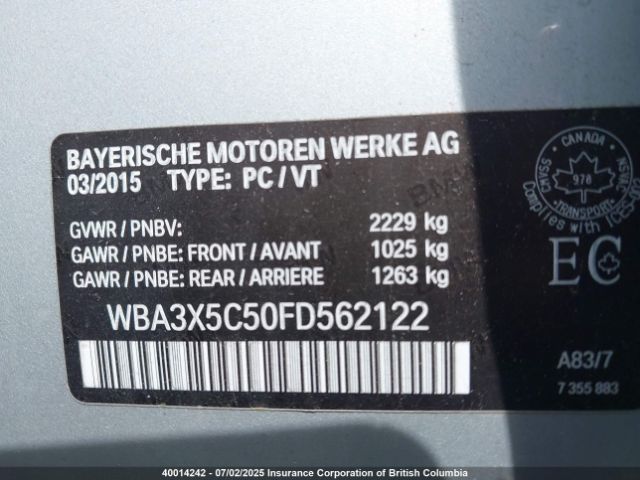 BAYERISCHE MOTOREN WERKE AG
03/2015 TYPE: PC / VT
GVWR / PNBV: 2229 kg
GAWR / PNBE: FRONT / AVANT 1025 kg
GAWR / PNBE: REAR / ARRIERE 1263 kg
WBA3X5C50FD562122
CANADA
978
TRANSPORT
EC
A83/7
7 355 883
40014242 - 07/02/2025 Insurance Corporation of British Columbia